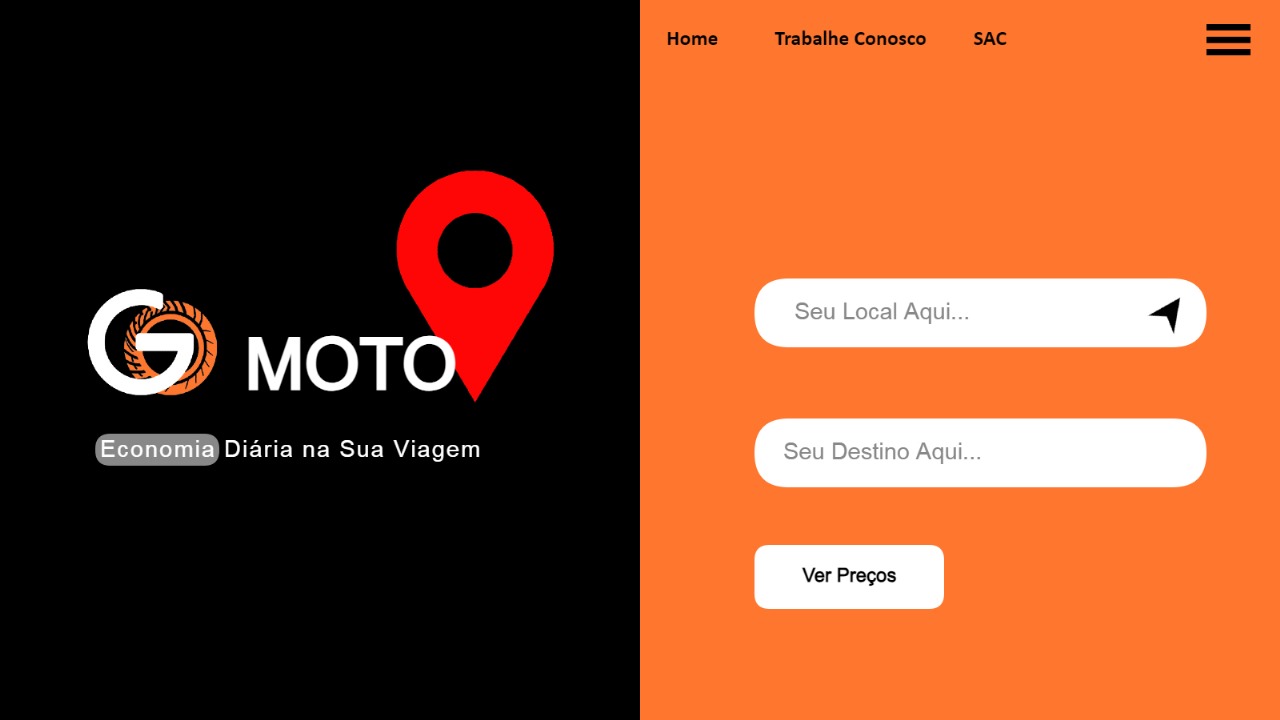 Home Trabalhe Conosco SAC
GO MOTO
Economia Diária na Sua Viagem
Seu Local Aqui...
Seu Destino Aqui...
Ver Preços